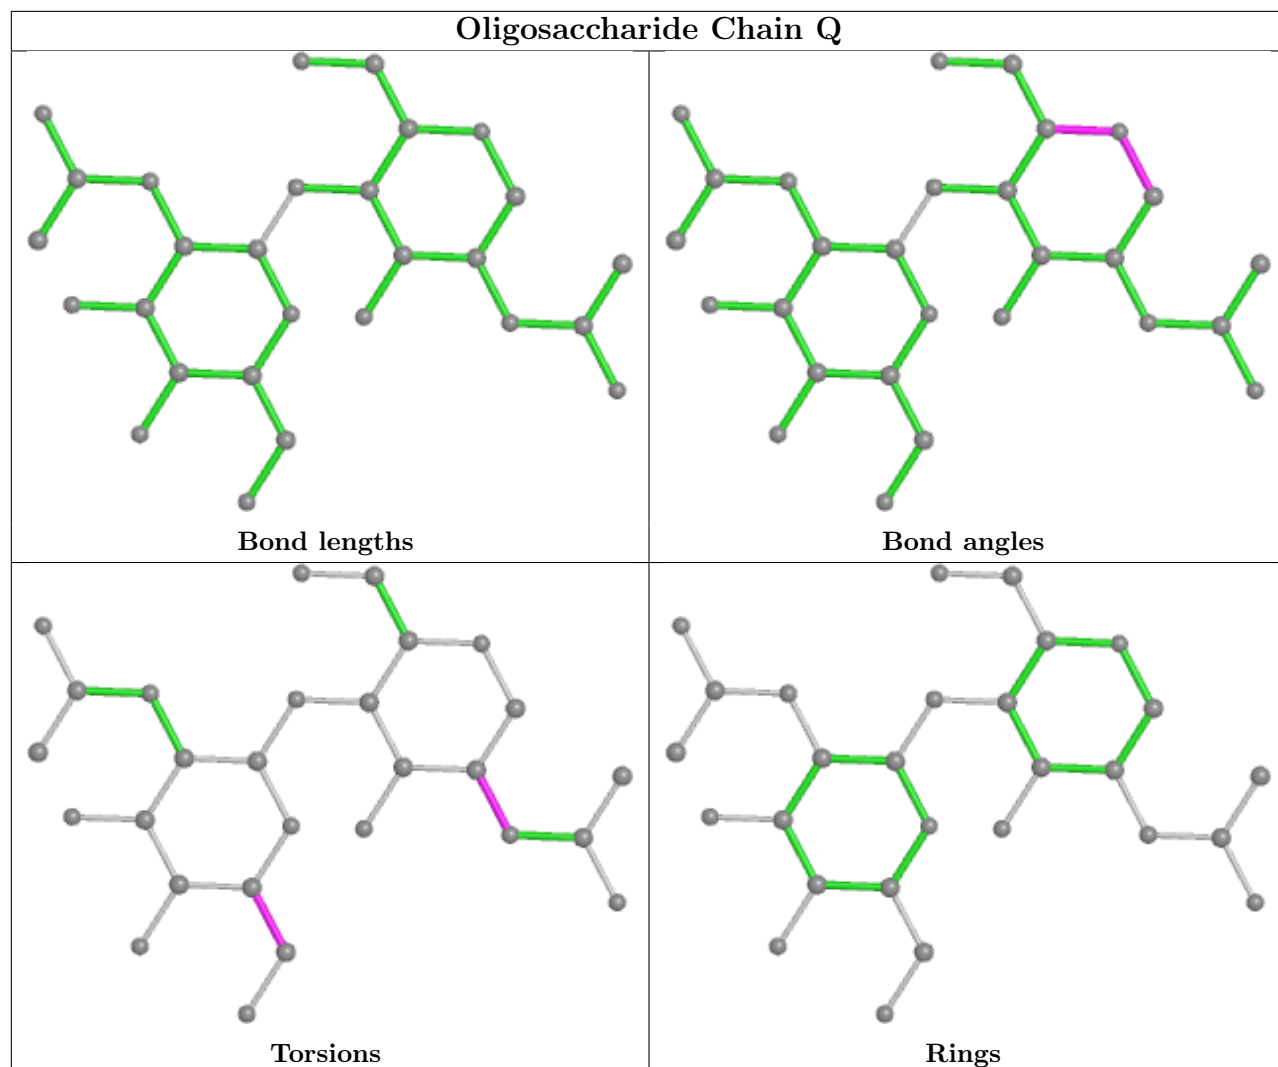 Oligosaccharide Chain Q
Bond lengths
Bond angles
Torsions
Rings